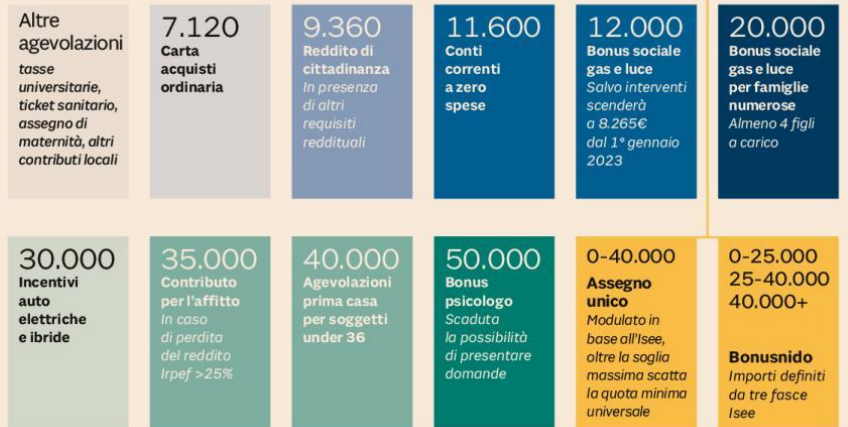 Altre
agevolazioni
tasse
universitarie,
ticket sanitario,
assegno di
maternità, altri
contributi locali
7.120
Carta
acquisti
ordinaria
9.360
Reddito di
cittadinanza
In presenza
di altri
requisiti
reddituali
11.600
Conti
correnti
a zero
spese
12.000
Bonus sociale
gas e luce
Salvo interventi
scenderà
a 8.265€
dal 1° gennaio
2023
20.000
Bonus sociale
gas e luce
per famiglie
numerose
Almeno 4 figli
a carico
30.000
Incentivi
auto
elettriche
e ibride
35.000
Contributo
per l'affitto
In caso
di perdita
del reddito
Irpef >25%
40.000
Agevolazioni
prima casa
per soggetti
under 36
50.000
Bonus
psicologo
Scaduta
la possibilità
di presentare
domande
0-40.000
Assegno
unico
Modulato in
base all'Isee,
oltre la soglia
massima scatta
la quota minima
universale
0-25.000
25-40.000
40.000+
Bonusnido
Importi definiti
da tre fasce
Isee